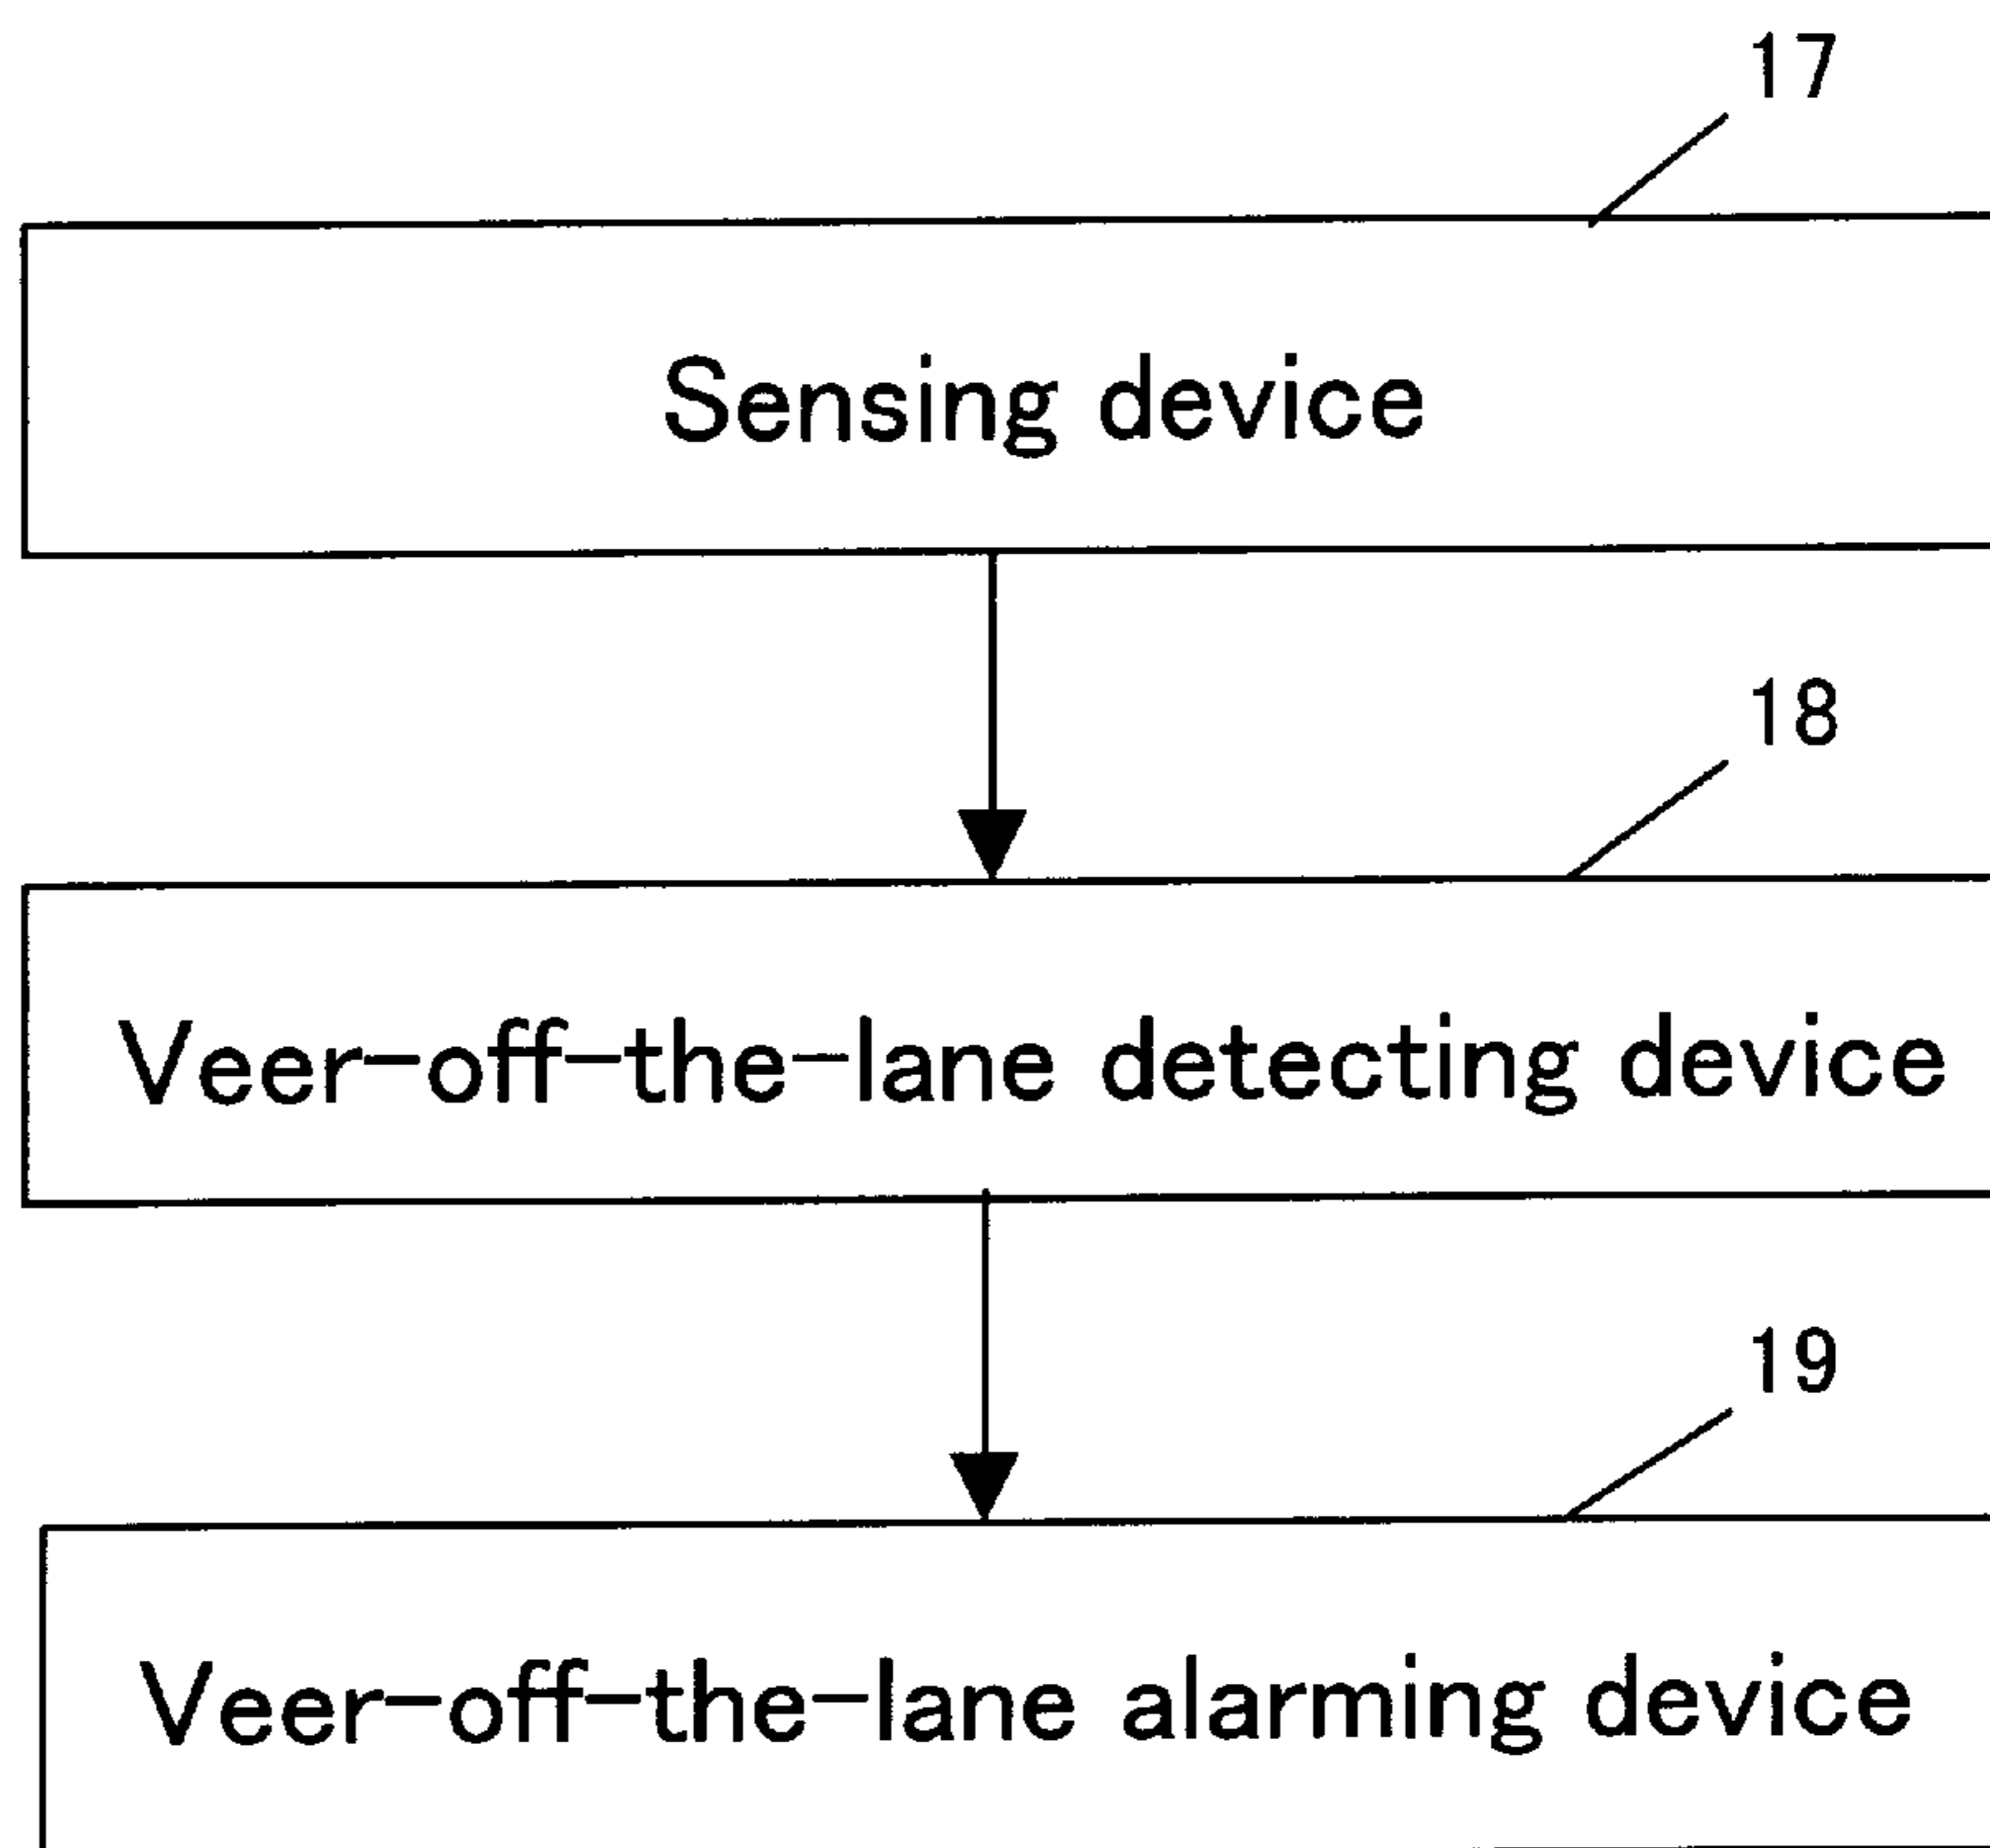 17
Sensing device
18
Veer-off-the-lane detecting device
19
Veer-off-the-lane alarming device